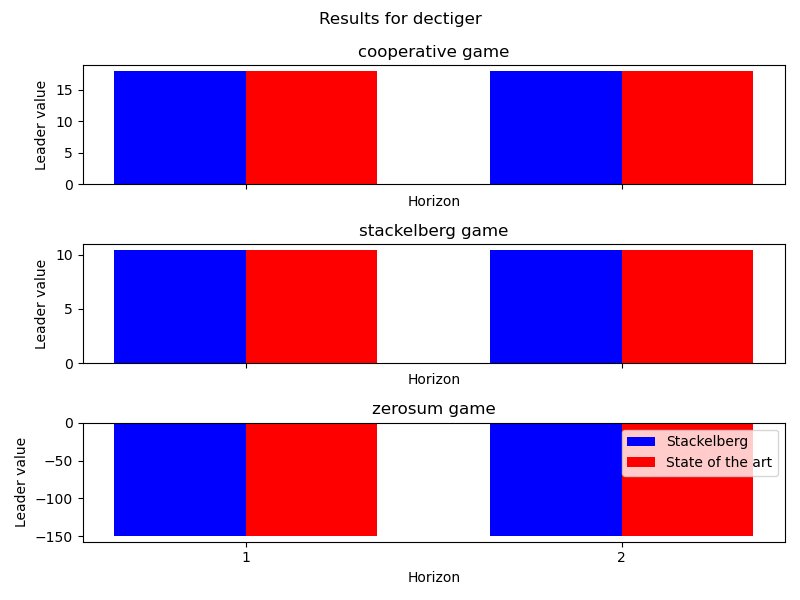 Results for dectiger
cooperative game
Leader value
15
10
5
0
Horizon
stackelberg game
Leader value
10
5
0
Horizon
zerosum game
Leader value
0
−50
−100
−150
Stackelberg
State of the art
1 2
Horizon